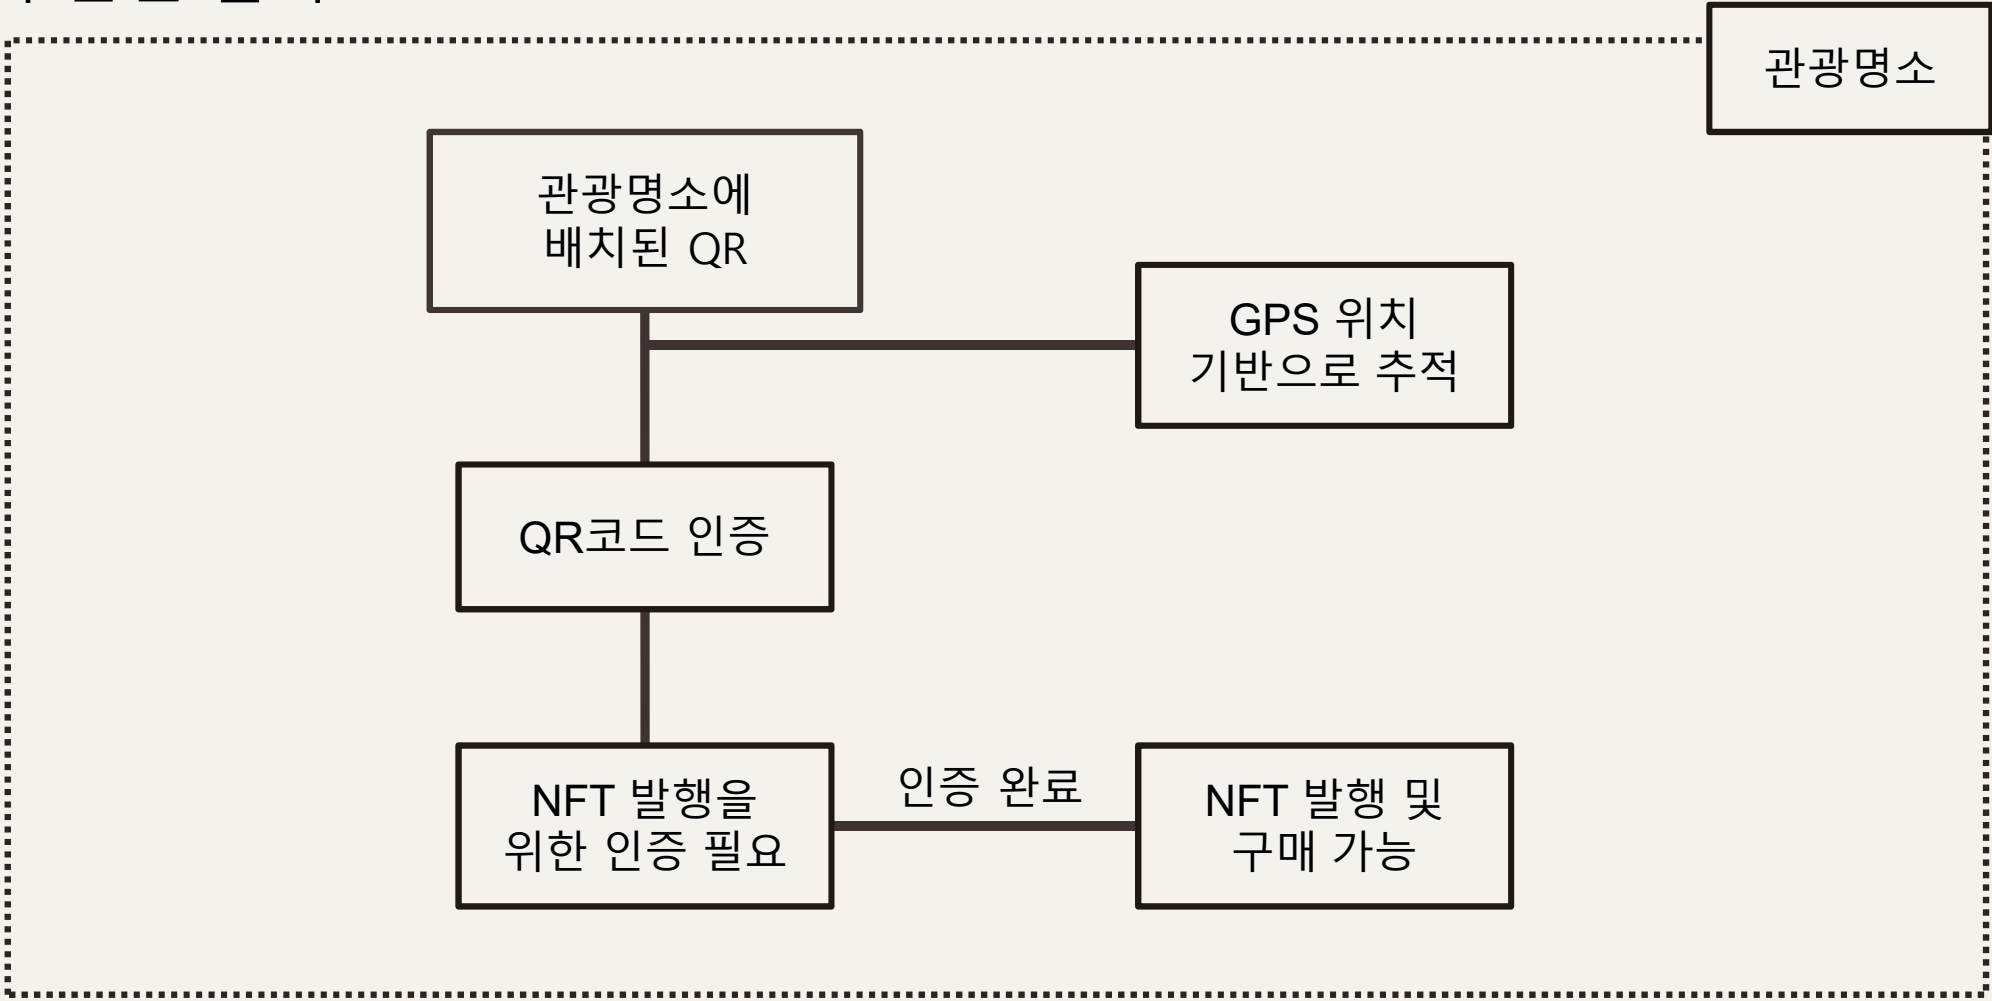 관광명소
관광명소에
배치된 QR
GPS 위치
기반으로 추적
QR코드 인증
NFT 발행을
위한 인증 필요
인증 완료
NFT 발행 및
구매 가능